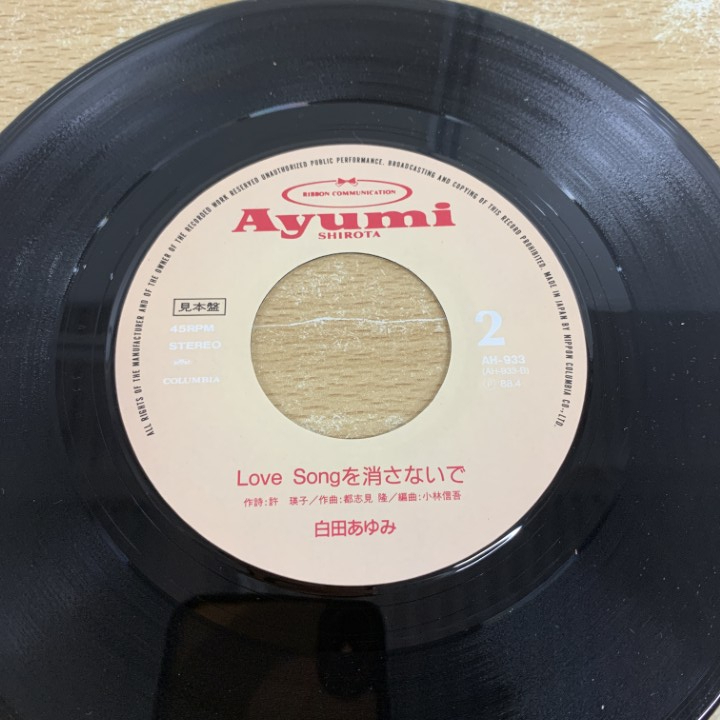 ALL RIGHTS OF THE MANUFACTURER AND OF THE OWNER OF THE RECORDED WORK RESERVED UNAUTHORIZED PUBLIC PERFORMANCE. BROADCASTING AND COPYING OF THIS RECORD PROHIBITED. MADE IN JAPAN BY NIPPON COLUMBIA CO., LTD.
RIBBON COMMUNICATION
Ayumi
SHIROTA
見本盤
45RPM
STEREO
COLUMBIA
2
AH-933
Love Songを消さないで
作詩:許 瑛子/作曲:都志見 隆/編曲:小林信吾
白田あゆみ